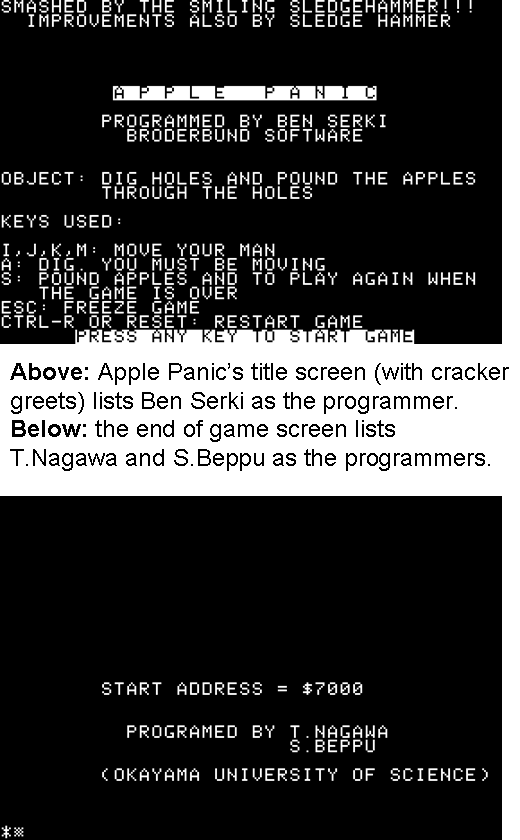 SMASHED BY THE SMILING SLEDGEHAMMER!!!
IMPROVEMENTS ALSO BY SLEDGE HAMMER
APPLE PANIC
PROGRAMMED BY BEN SERKI
BRODERBUND SOFTWARE
OBJECT: DIG HOLES AND POUND THE APPLES
THROUGH THE HOLES
KEYS USED:
I,J,K,M: MOVE YOUR MAN
A: DIG. YOU MUST BE MOVING
S: POUND APPLES AND TO PLAY AGAIN WHEN
THE GAME IS OVER
ESC: FREEZE GAME
CTRL-R OR RESET: RESTART GAME
PRESS ANY KEY TO START GAME
Above: Apple Panic’s title screen (with cracker
greets) lists Ben Serki as the programmer.
Below: the end of game screen lists
T.Nagawa and S.Beppu as the programmers.
START ADDRESS = $7000
PROGRAMED BY T.NAGAWA
S.BEPPU
(OKAYAMA UNIVERSITY OF SCIENCE)
*